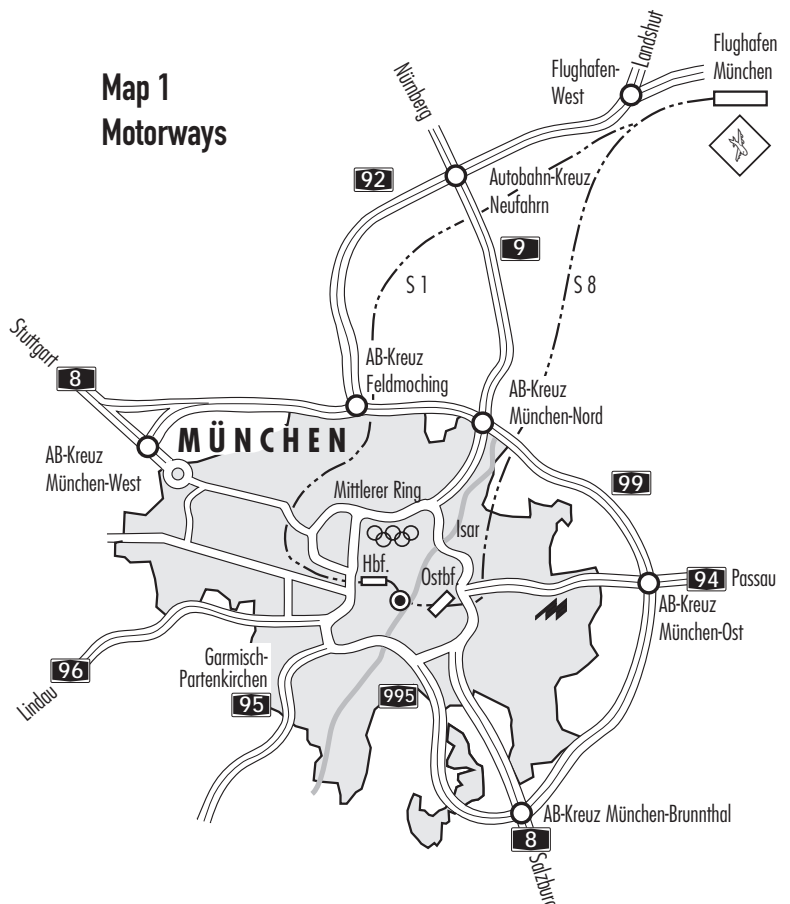 Map 1
Motorways
Nürnberg
Landshut
Flughafen
München
Flughafen-
West
92
Autobahn-Kreuz
Neufahrn
9
S 1
S 8
Stuttgart
8
AB-Kreuz
Feldmoching
AB-Kreuz
München-Nord
MÜNCHEN
AB-Kreuz
München-West
99
Mittlerer Ring
Isar
Hbf.
Ostbf.
94 Passau
AB-Kreuz
München-Ost
96
Lindau
Garmisch-
Partenkirchen
95
995
AB-Kreuz München-Brunnthal
8
Salzburg